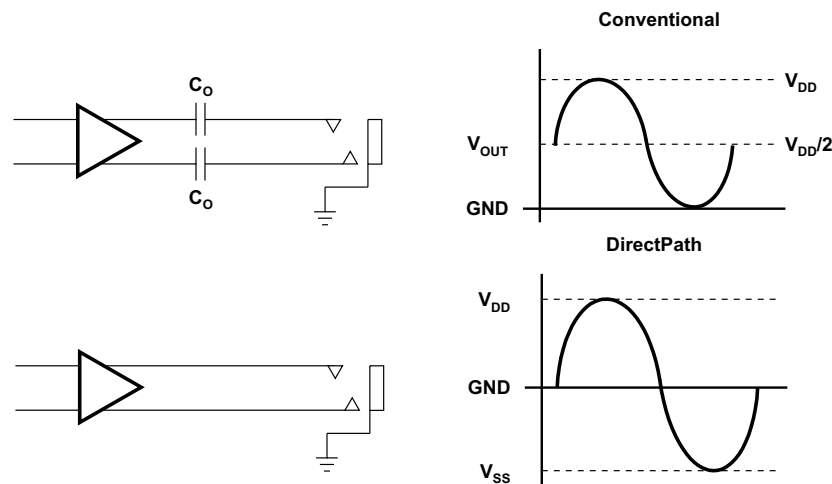 Conventional
C_O
V_DD
V_OUT
V_DD/2
C_O
GND
DirectPath
V_DD
GND
V_SS